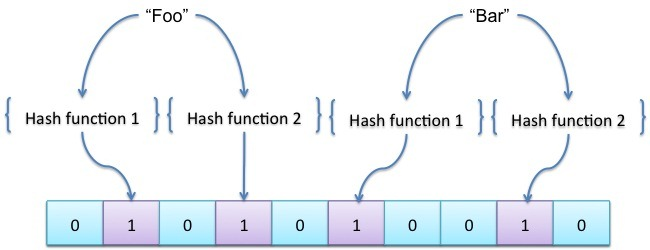 “Foo” “Bar”
{ Hash function 1 } { Hash function 2 } { Hash function 1 } { Hash function 2 }
0 1 0 1 0 1 0 0 1 0